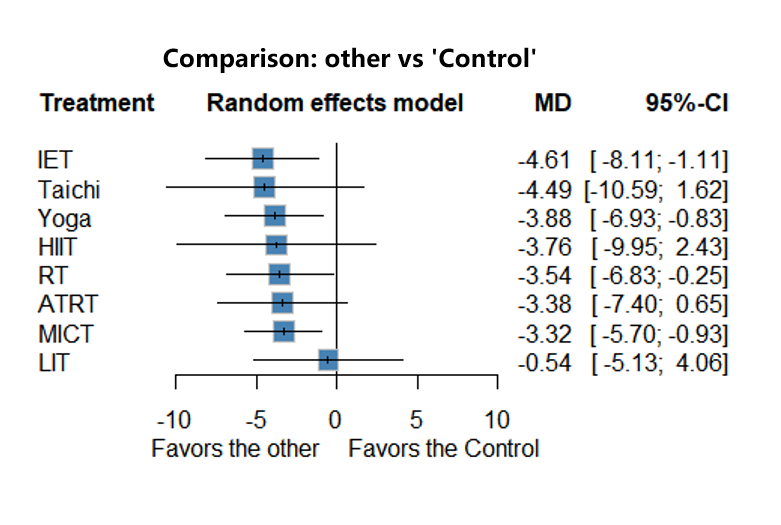 Comparison: other vs 'Control'
Treatment Random effects model MD 95%-CI
IET -4.61 [ -8.11; -1.11]
Taichi -4.49 [-10.59; 1.62]
Yoga -3.88 [ -6.93; -0.83]
HIIT -3.76 [ -9.95; 2.43]
RT -3.54 [ -6.83; -0.25]
ATRT -3.38 [ -7.40; 0.65]
MICT -3.32 [ -5.70; -0.93]
LIT -0.54 [ -5.13; 4.06]
-10 -5 0 5 10
Favors the other Favors the Control